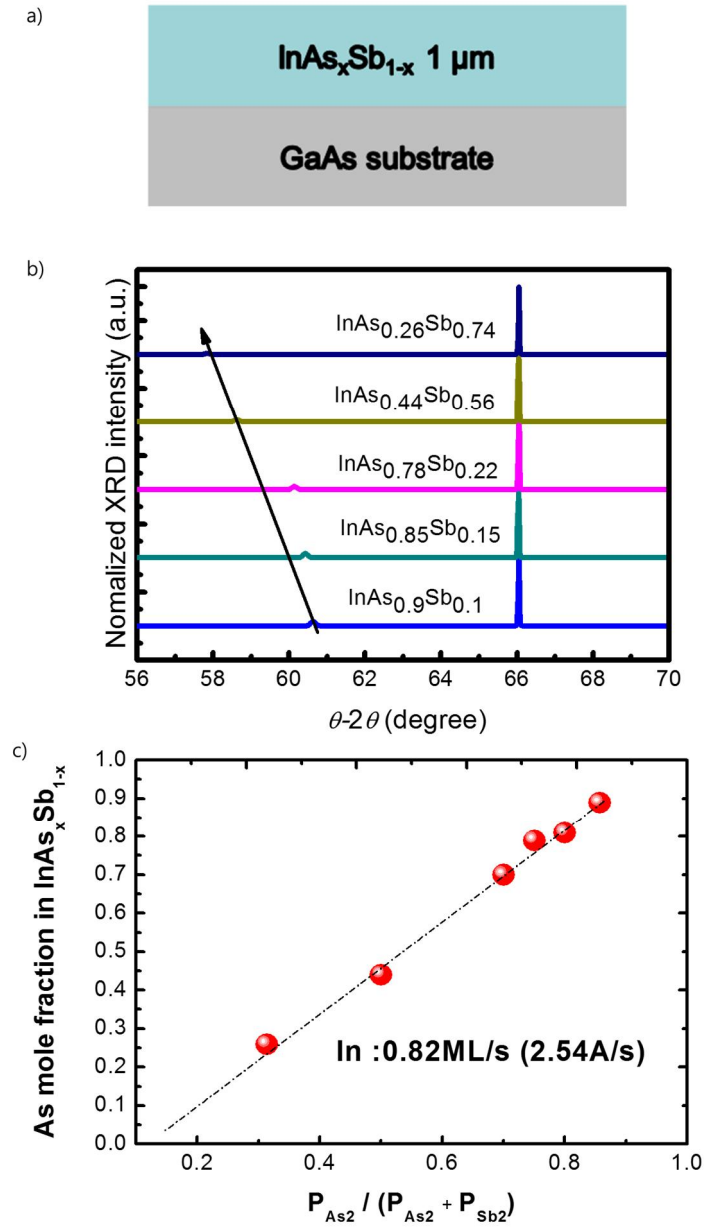 a)
InAsₓSb₁₋ₓ 1 µm
GaAs substrate
b)
Nomalized XRD intensity (a.u.)
InAs₀.₂₆Sb₀.₇₄
InAs₀.₄₄Sb₀.₅₆
InAs₀.₇₈Sb₀.₂₂
InAs₀.₈₅Sb₀.₁₅
InAs₀.₉Sb₀.₁
56 58 60 62 64 66 68 70
θ-2θ (degree)
c)
As mole fraction in InAsₓSb₁₋ₓ
1.0
0.9
0.8
0.7
0.6
0.5
0.4
0.3
0.2
0.1
0.0
In :0.82ML/s (2.54A/s)
0.2 0.4 0.6 0.8 1.0
P_As2 / (P_As2 + P_Sb2)